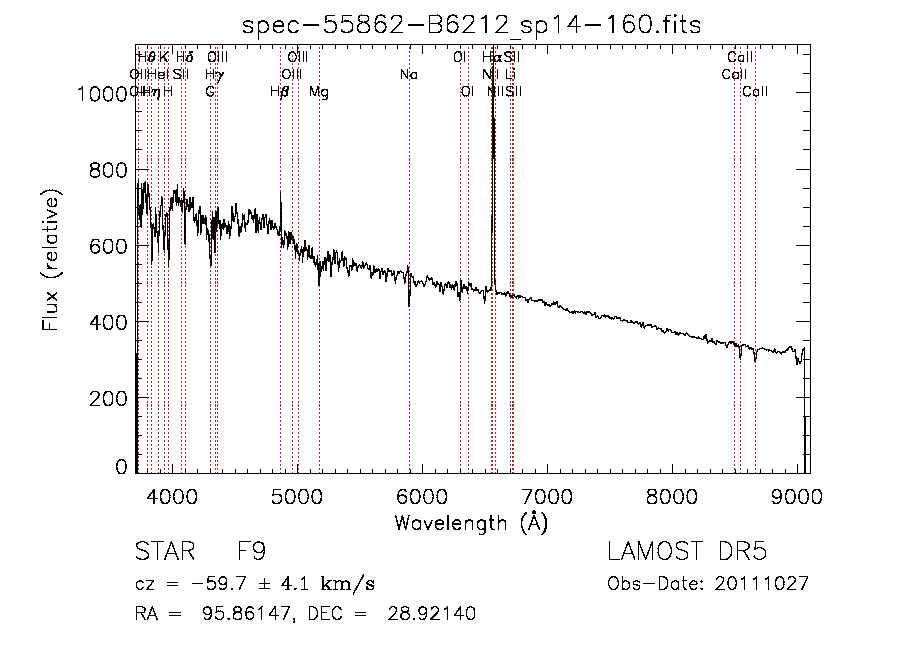 spec-55862-B6212_sp14-160.fits
Hθ K Hδ OIII OIII OI Hα SII CaII
OII HeI SII Hγ OIII Na NII Li CaII
OII Hη H G Hβ Mg OI NII SII CaII
1000
800
600
400
200
0
Flux (relative)
4000 5000 6000 7000 8000 9000
Wavelength (Å)
STAR F9 LAMOST DR5
cz = -59.7 ± 4.1 km/s Obs-Date: 20111027
RA = 95.86147, DEC = 28.92140